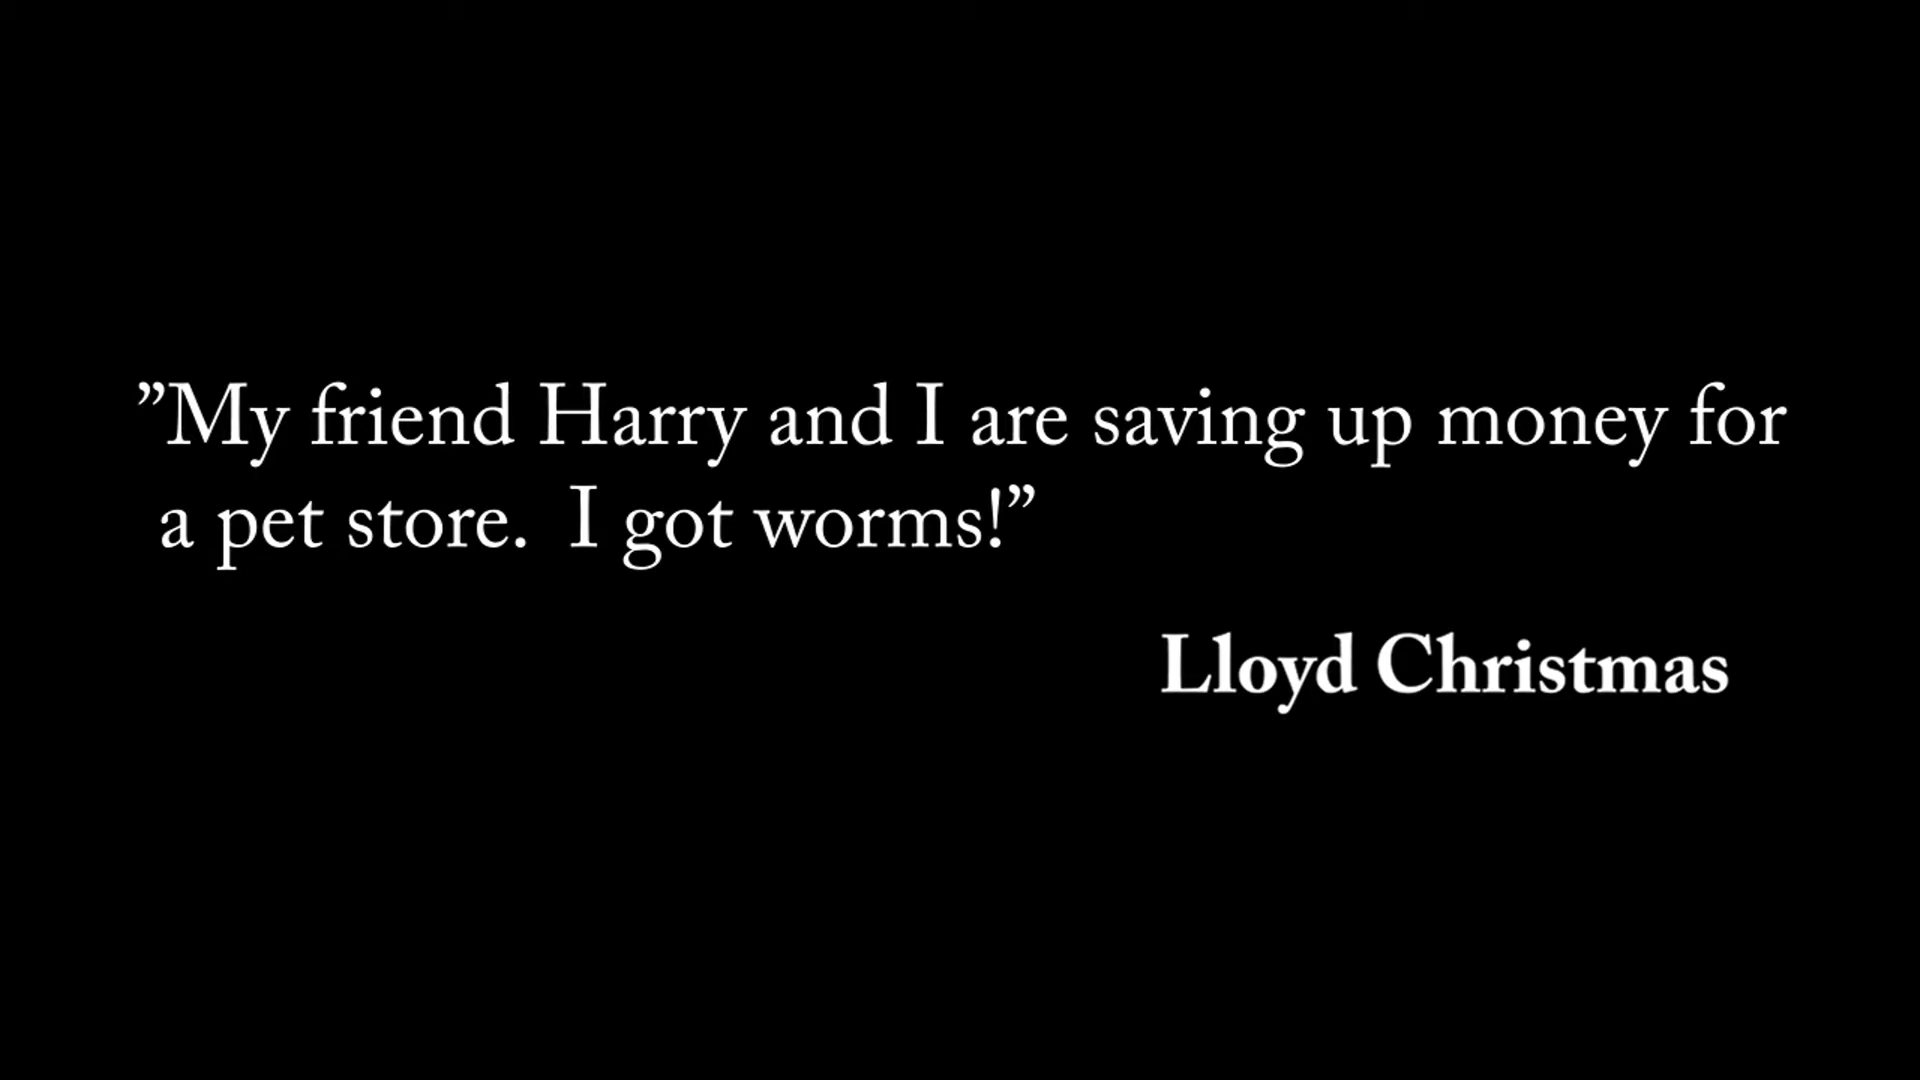 ”My friend Harry and I are saving up money for
a pet store.  I got worms!”
Lloyd Christmas